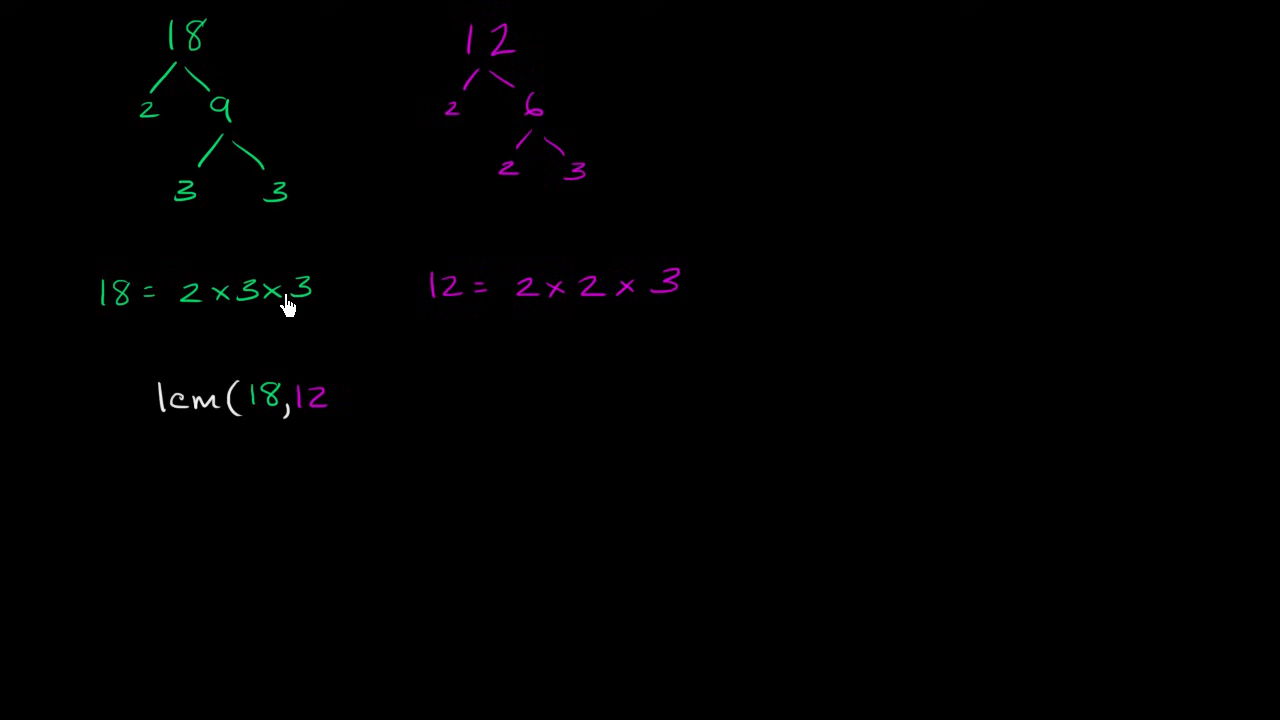 18 12
2 9 2 6
3 3 2 3
18 = 2 x 3 x 3 12 = 2 x 2 x 3
lcm(18,12